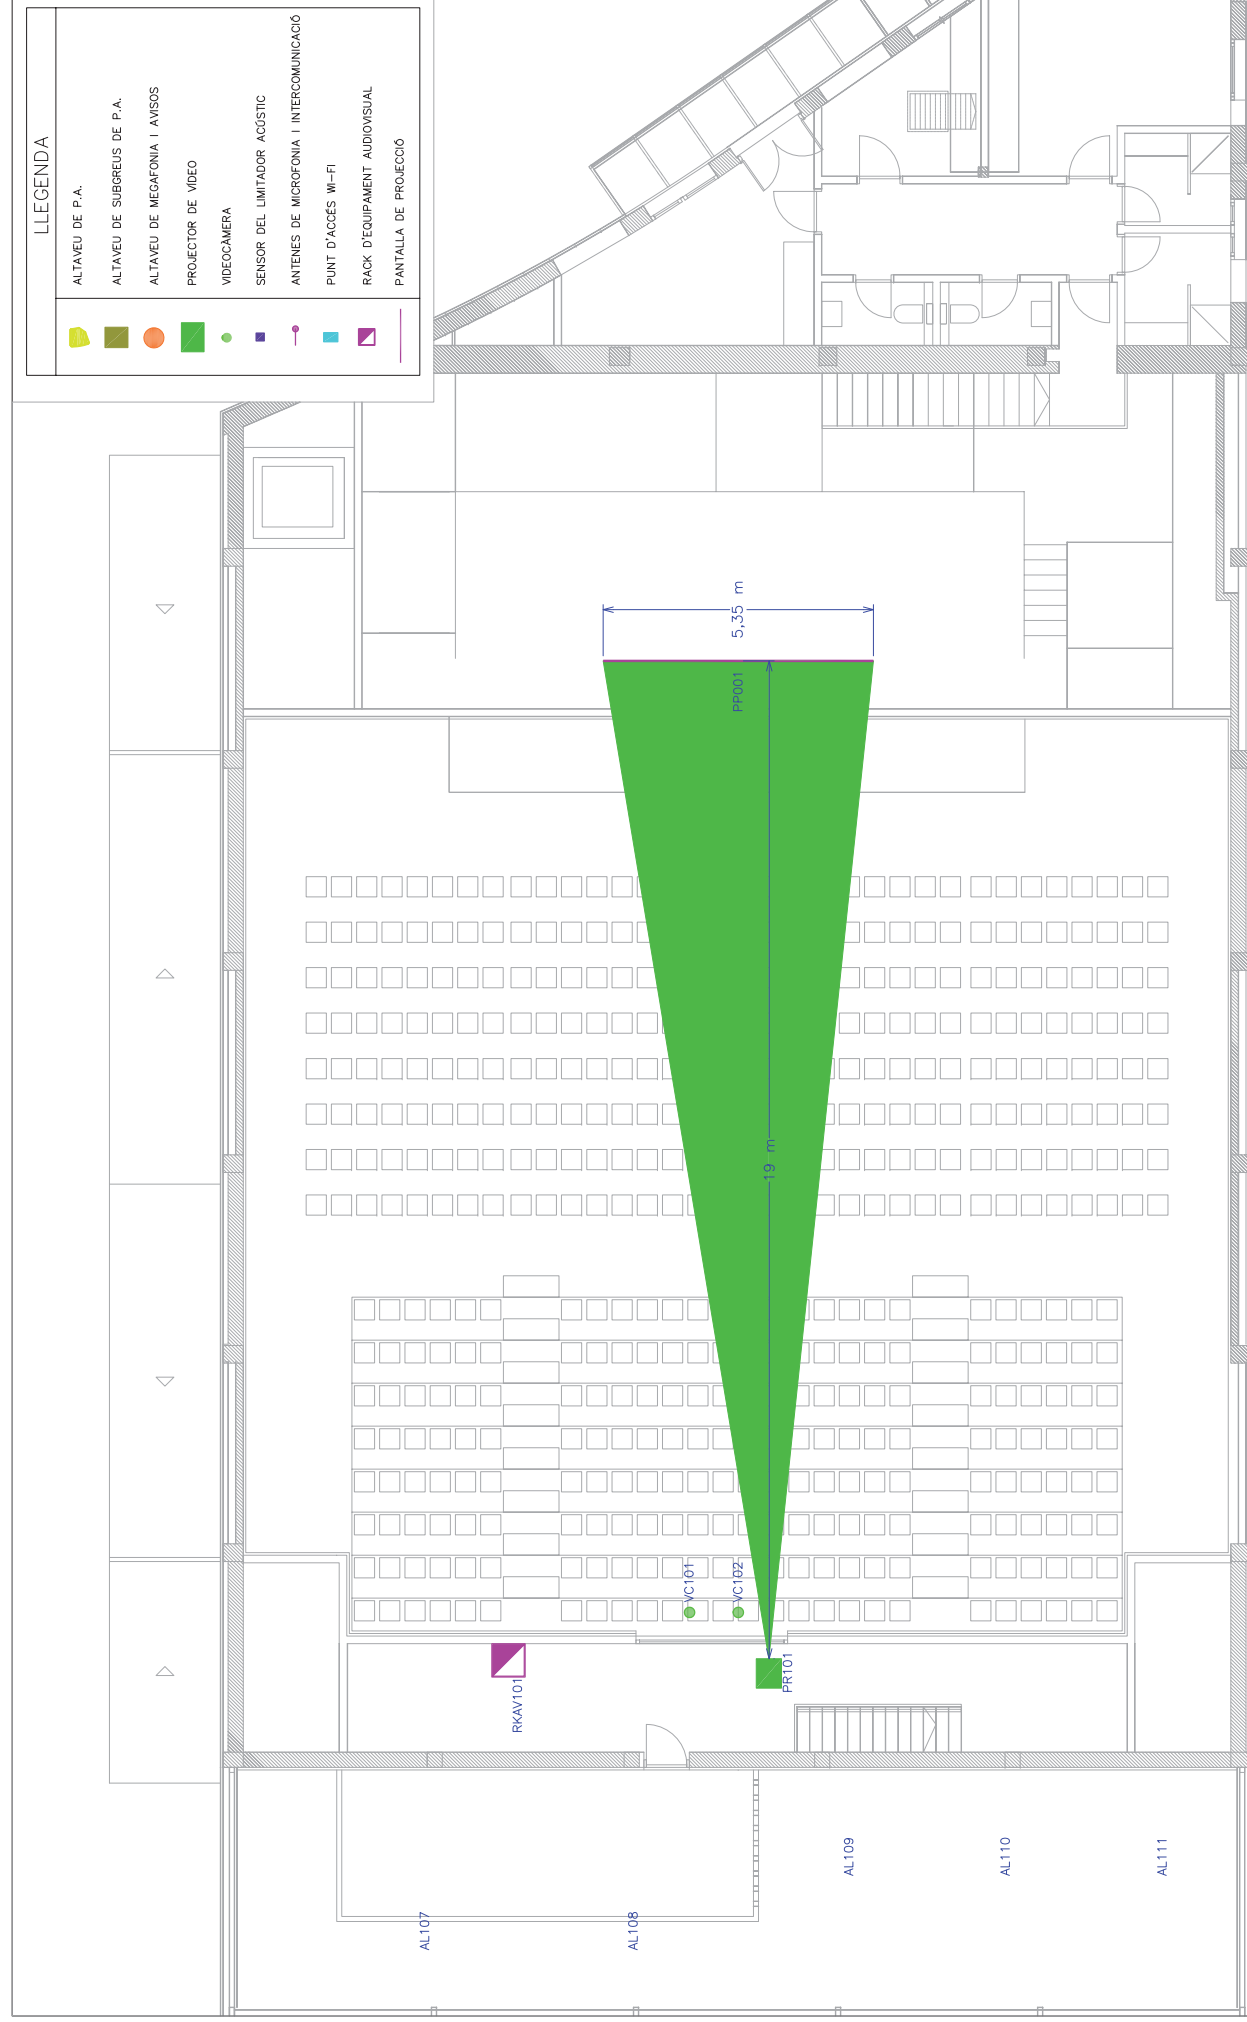 LLEGENDA
ALTAVEU DE P.A.
ALTAVEU DE SUBGREUS DE P.A.
ALTAVEU DE MEGAFONIA I AVISOS
PROJECTOR DE VÍDEO
VIDEOCÀMERA
SENSOR DEL LIMITADOR ACÚSTIC
ANTENES DE MICROFONIA I INTERCOMUNICACIÓ
PUNT D'ACCÉS WI-FI
RACK D'EQUIPAMENT AUDIOVISUAL
PANTALLA DE PROJECCIÓ
5,35 m
PP001
19 m
VC101
VC102
PR101
RKAV101
AL107
AL108
AL109
AL110
AL111